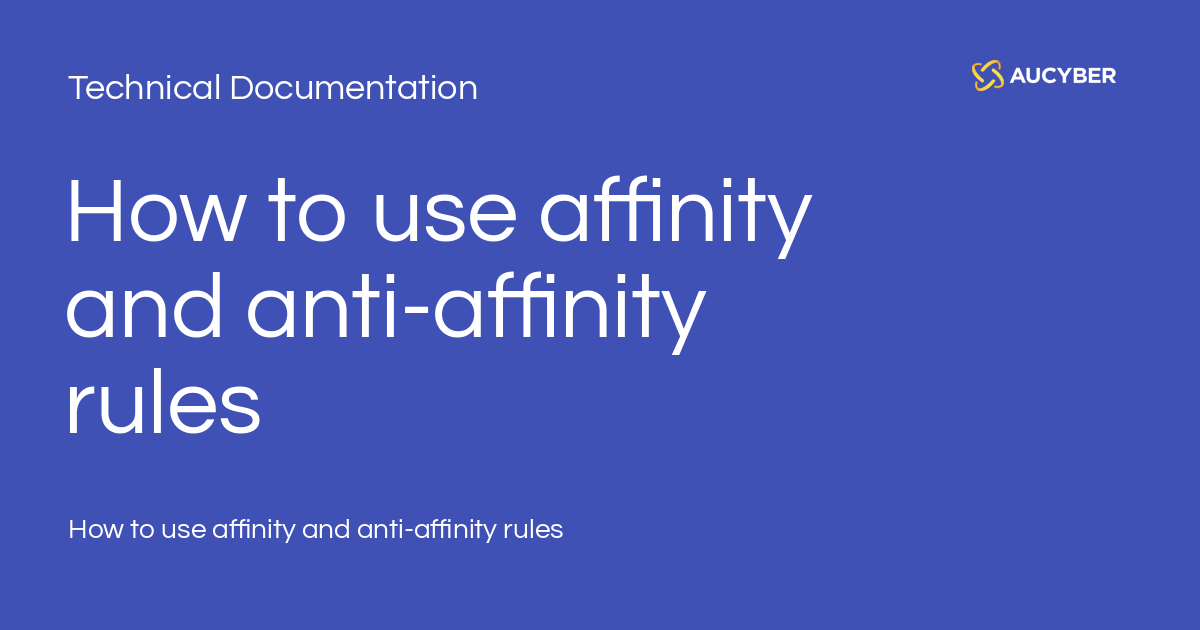 Technical Documentation
AUCYBER
How to use affinity
and anti-affinity
rules
How to use affinity and anti-affinity rules